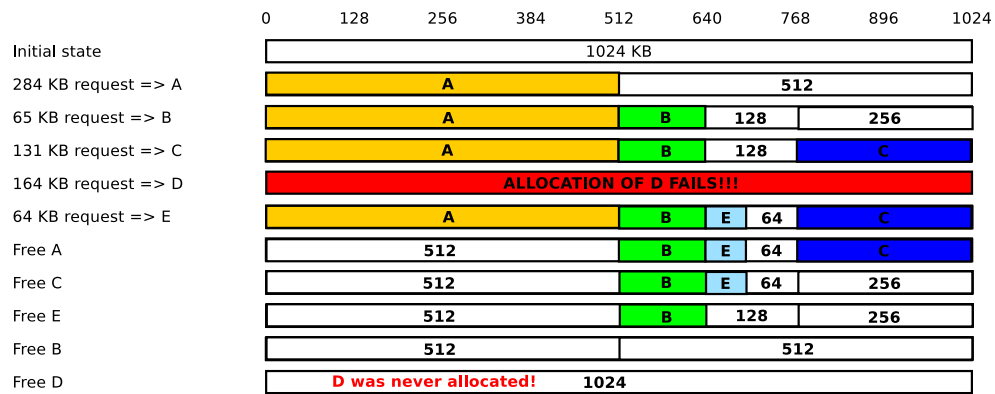 0 128 256 384 512 640 768 896 1024
Initial state 1024 KB
284 KB request => A A 512
65 KB request => B A B 128 256
131 KB request => C A B 128 C
164 KB request => D ALLOCATION OF D FAILS!!!
64 KB request => E A B E 64 C
Free A 512 B E 64 C
Free C 512 B E 64 256
Free E 512 B 128 256
Free B 512 512
Free D D was never allocated! 1024